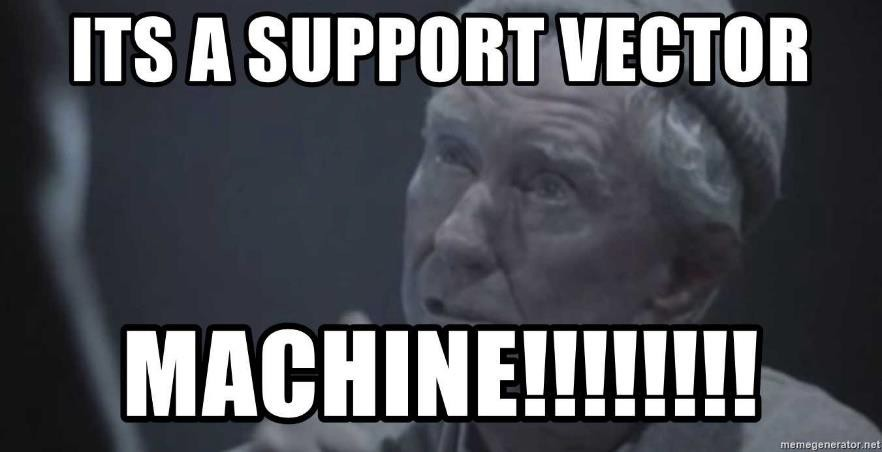 ITS A SUPPORT VECTOR
MACHINE!!!!!!!!
memegenerator.net